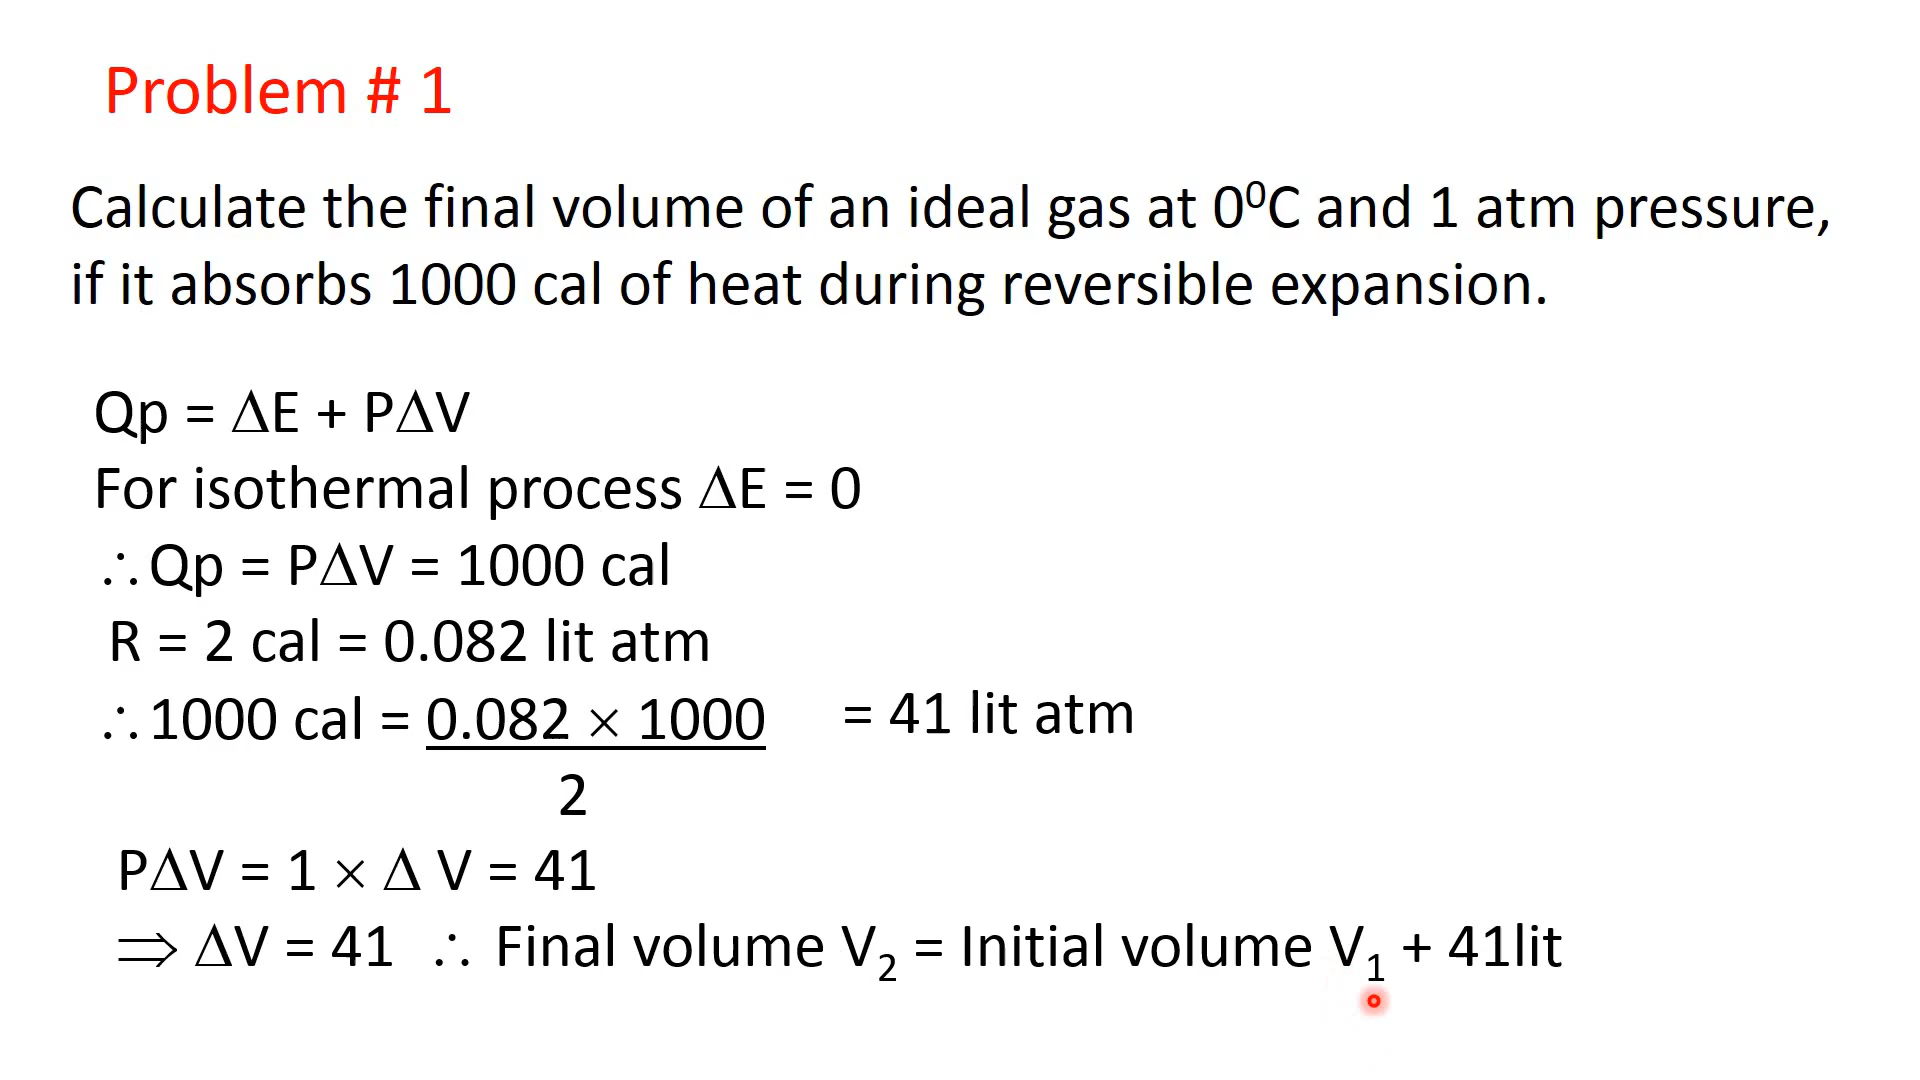 Problem # 1
Calculate the final volume of an ideal gas at 0⁰C and 1 atm pressure,
if it absorbs 1000 cal of heat during reversible expansion.
Qp = ΔE + PΔV
For isothermal process ΔE = 0
∴Qp = PΔV = 1000 cal
R = 2 cal = 0.082 lit atm
∴1000 cal = 0.082 × 1000 = 41 lit atm
2
PΔV = 1 × Δ V = 41
⇒ ΔV = 41 ∴ Final volume V₂ = Initial volume V₁ + 41lit